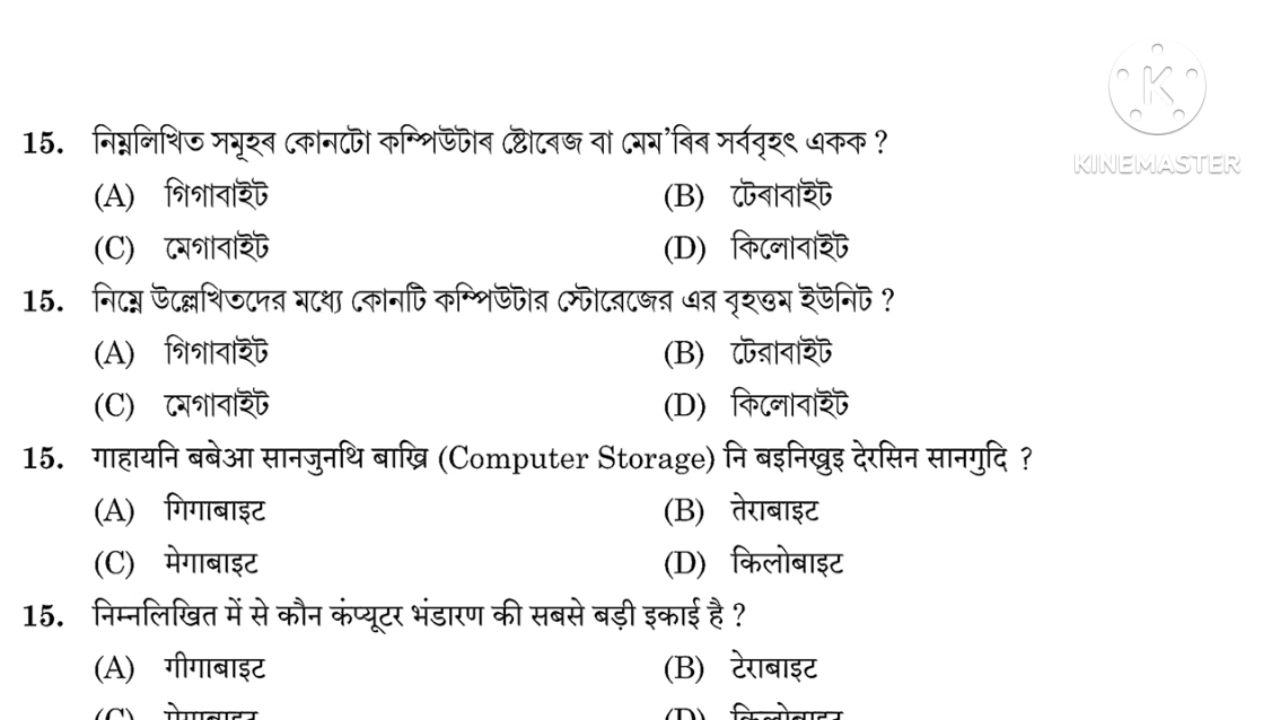 KINEMASTER
15. নিম্নলিখিত সমূহৰ কোনটো কম্পিউটাৰ ষ্টোৰেজ বা মেম'ৰিৰ সৰ্ববৃহৎ একক ?
(A) গিগাবাইট (B) টেৰাবাইট
(C) মেগাবাইট (D) কিলোবাইট
15. নিম্নে উল্লেখিতদের মধ্যে কোনটি কম্পিউটার স্টোরেজের এর বৃহত্তম ইউনিট ?
(A) গিগাবাইট (B) টেরাবাইট
(C) মেগাবাইট (D) কিলোবাইট
15. गाहायनि बबेआ सानजुनथि बाख्रि (Computer Storage) नि बइनिख्रुइ देरसिन सानगुदि ?
(A) गिगाबाइट (B) तेराबाइट
(C) मेगाबाइट (D) किलोबाइट
15. निम्नलिखित में से कौन कंप्यूटर भंडारण की सबसे बड़ी इकाई है ?
(A) गीगाबाइट (B) टेराबाइट
(C) मेगाबाइट (D) किलोबाइट